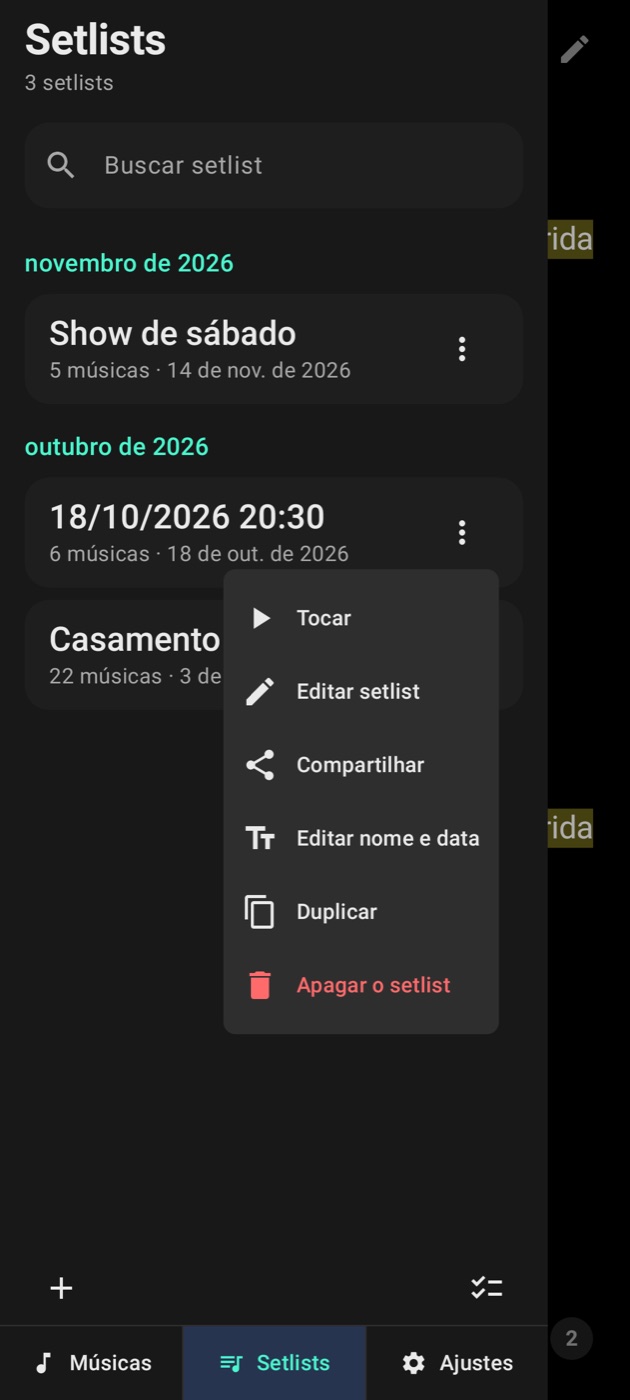 Setlists
3 setlists
Buscar setlist
rida
novembro de 2026
Show de sábado
5 músicas · 14 de nov. de 2026
outubro de 2026
18/10/2026 20:30
6 músicas · 18 de out. de 2026
Casamento
22 músicas · 3 de
Tocar
Editar setlist
Compartilhar
Editar nome e data
rida
Duplicar
Apagar o setlist
2
Músicas
Setlists
Ajustes